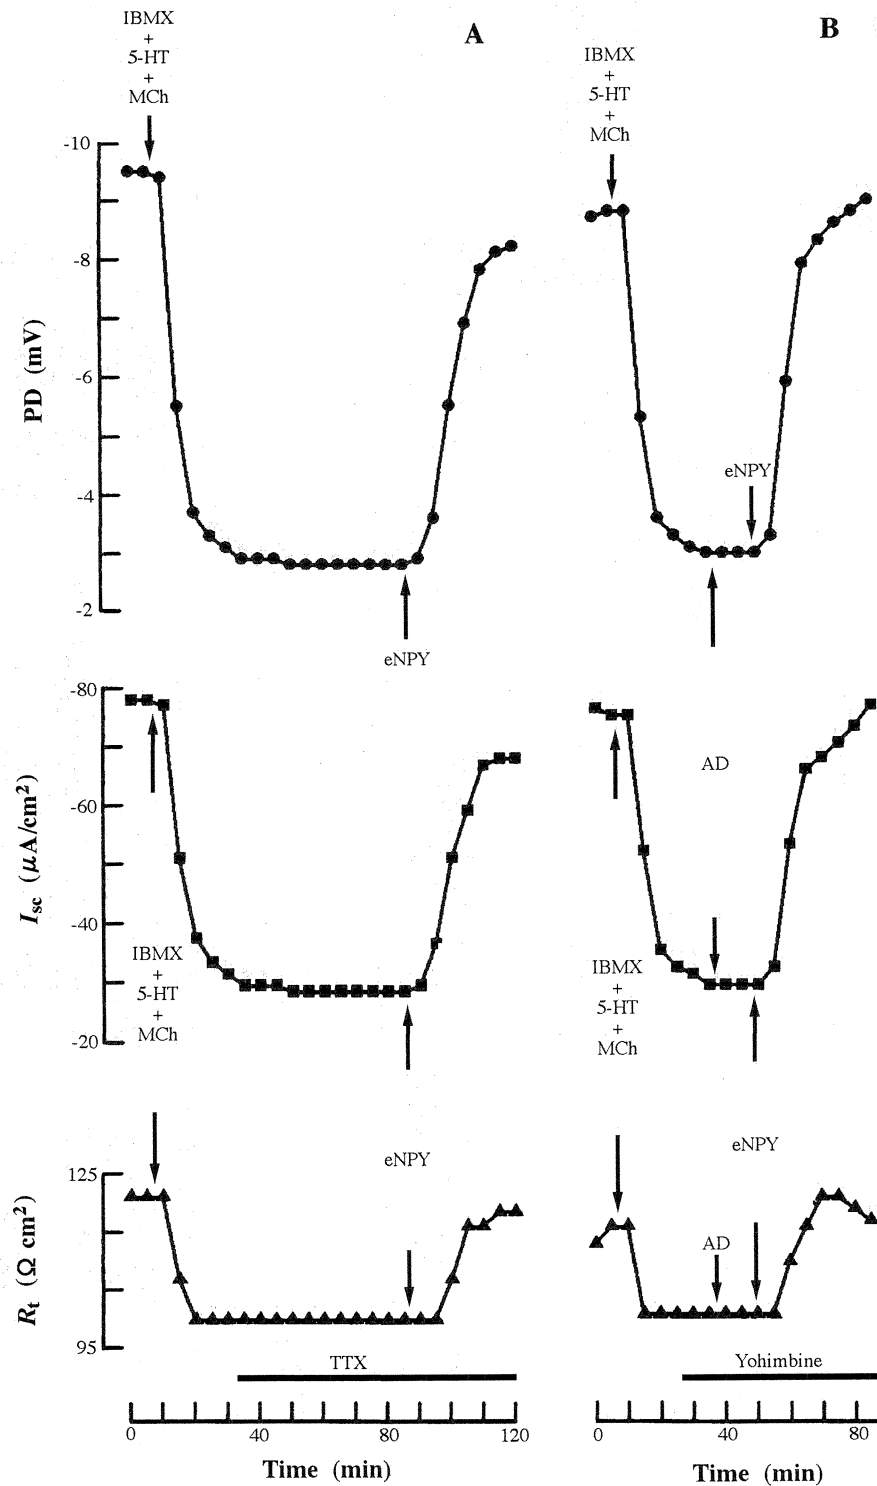 IBMX
+
5-HT
+
MCh
A
B
IBMX
+
5-HT
+
MCh
-10
-8
-6
-4
-2
PD (mV)
eNPY
eNPY
-80
-60
-40
-20
Isc (μA/cm²)
IBMX
+
5-HT
+
MCh
AD
IBMX
+
5-HT
+
MCh
eNPY
eNPY
125
95
Rt (Ω cm²)
AD
TTX
Yohimbine
0 40 80 120
0 40 80
Time (min)
Time (min)